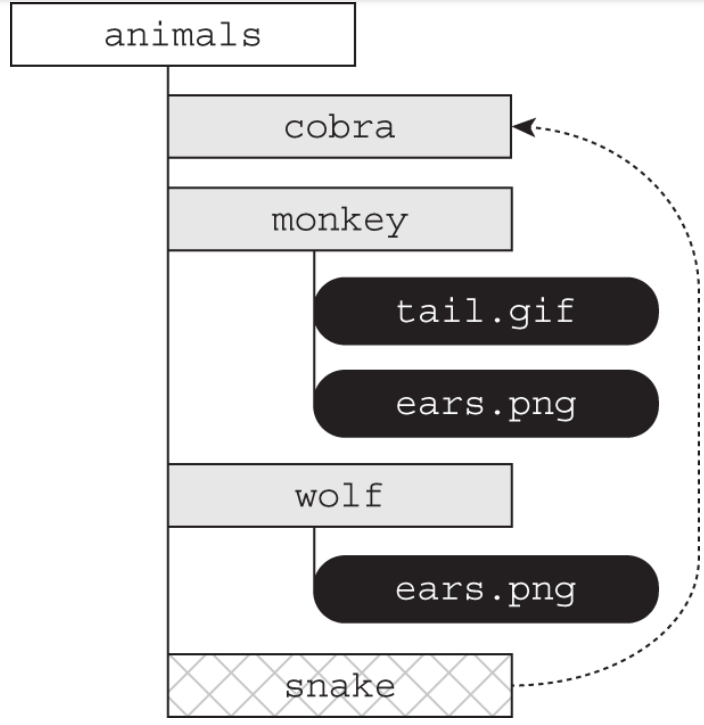 animals
cobra
monkey
tail.gif
ears.png
wolf
ears.png
snake